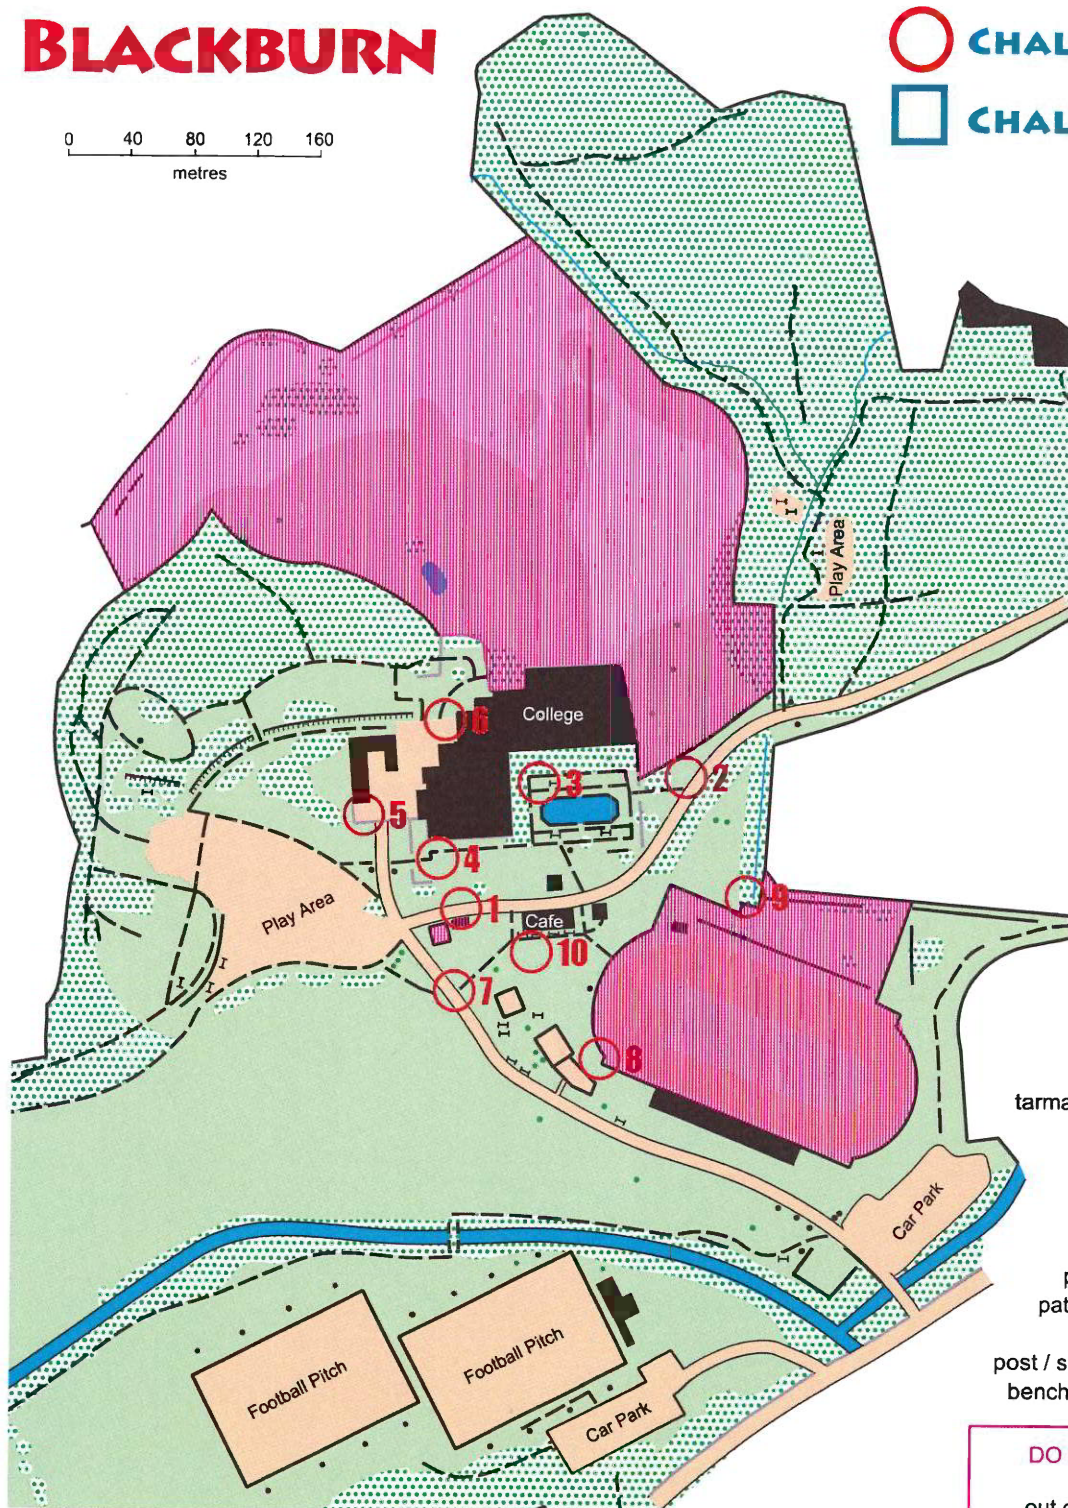 BLACKBURN
CHAL
CHAL
0 40 80 120 160
metres
Play Area
College
6
3
2
5
4
1
9
Cafe
10
Play Area
7
8
tarma
Car Park
p
pat
post / s
bench
Football Pitch
Football Pitch
Car Park
DO
out